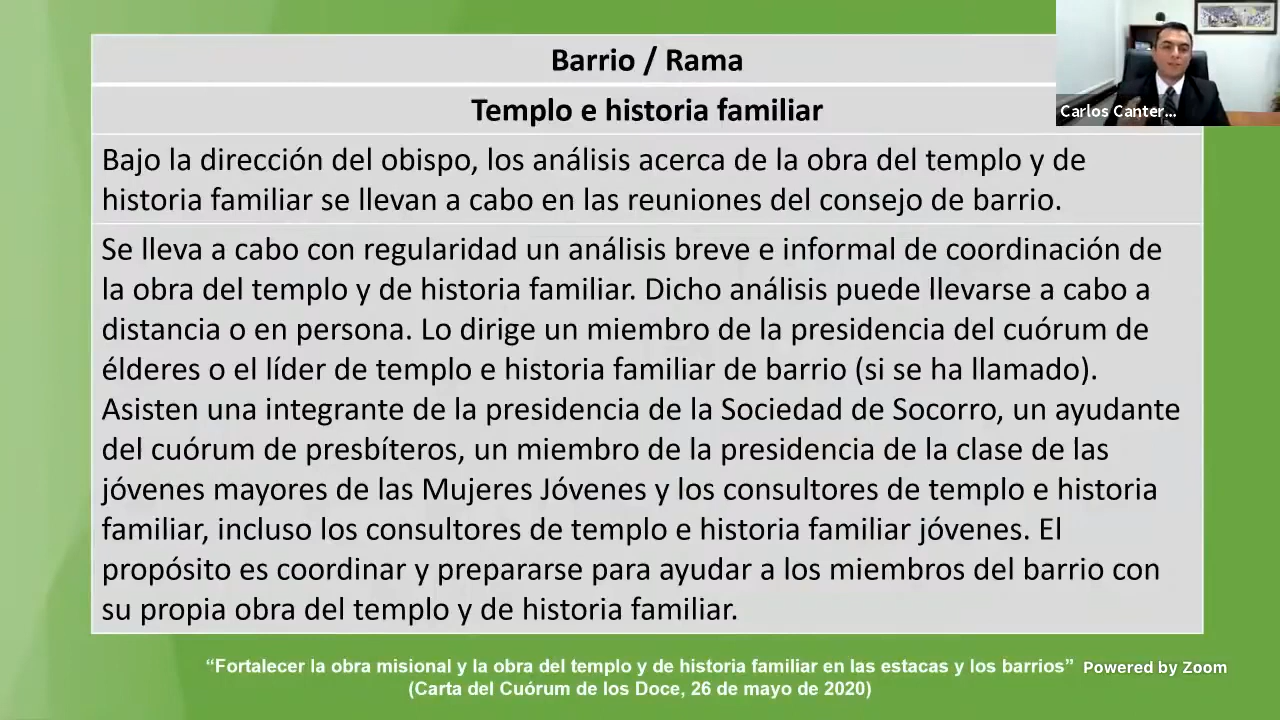 Barrio / Rama
Templo e historia familiar
Carlos Canter...
Bajo la dirección del obispo, los análisis acerca de la obra del templo y de
historia familiar se llevan a cabo en las reuniones del consejo de barrio.
Se lleva a cabo con regularidad un análisis breve e informal de coordinación de
la obra del templo y de historia familiar. Dicho análisis puede llevarse a cabo a
distancia o en persona. Lo dirige un miembro de la presidencia del cuórum de
élderes o el líder de templo e historia familiar de barrio (si se ha llamado).
Asisten una integrante de la presidencia de la Sociedad de Socorro, un ayudante
del cuórum de presbíteros, un miembro de la presidencia de la clase de las
jóvenes mayores de las Mujeres Jóvenes y los consultores de templo e historia
familiar, incluso los consultores de templo e historia familiar jóvenes. El
propósito es coordinar y prepararse para ayudar a los miembros del barrio con
su propia obra del templo y de historia familiar.
“Fortalecer la obra misional y la obra del templo y de historia familiar en las estacas y los barrios”
(Carta del Cuórum de los Doce, 26 de mayo de 2020)
Powered by Zoom